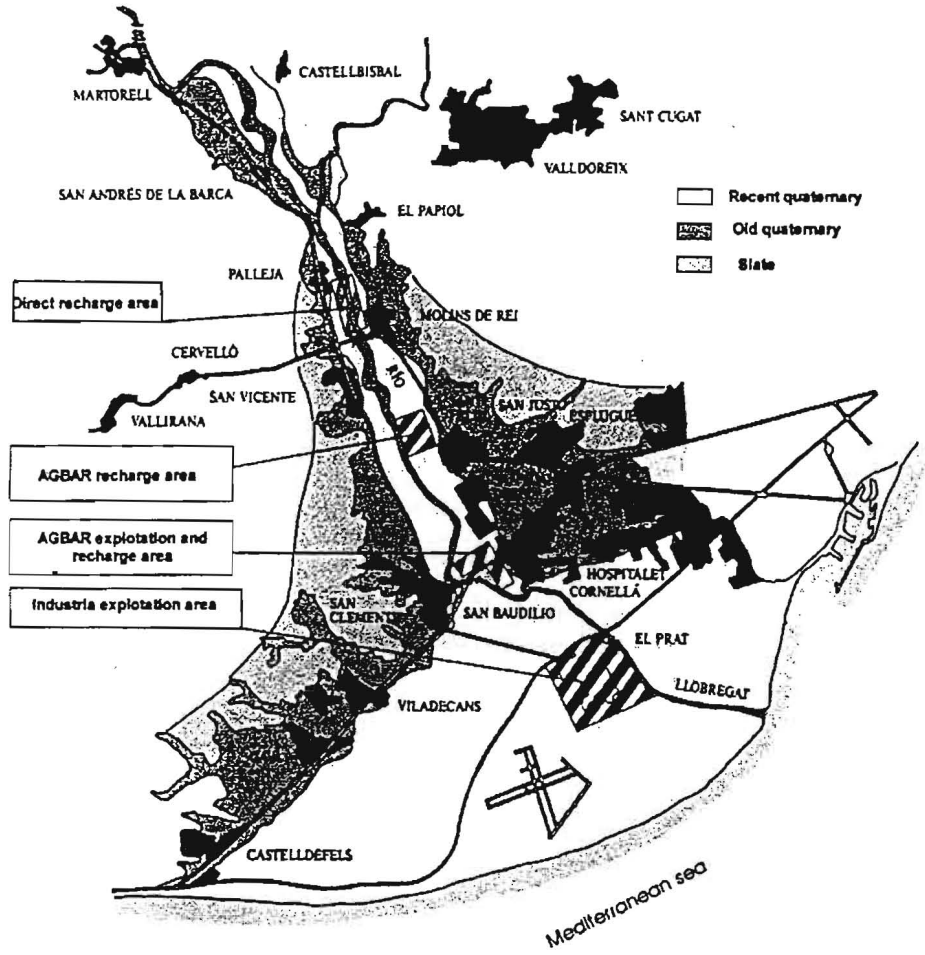 CASTELLBISBAL
MARTORELL
SANT CUGAT
VALLDOREIX
SAN ANDRÉS DE LA BARCA
EL PAPIOL
Recent quaternary
Old quaternary
Slate
PALLEJA
Direct recharge area
MOLINS DE REI
CERVELLÓ
RÍO
SAN VICENTE
VALLIRANA
SAN JUSTO
ESPLUGUE
AGBAR recharge area
AGBAR explotation and
recharge area
HOSPITALET
CORNELLÁ
Industria explotation area
SAN
CLEMENT
SAN BAUDILIO
EL PRAT
LLOBREGAT
VILADECANS
CASTELLDEFELS
Mediterranean sea